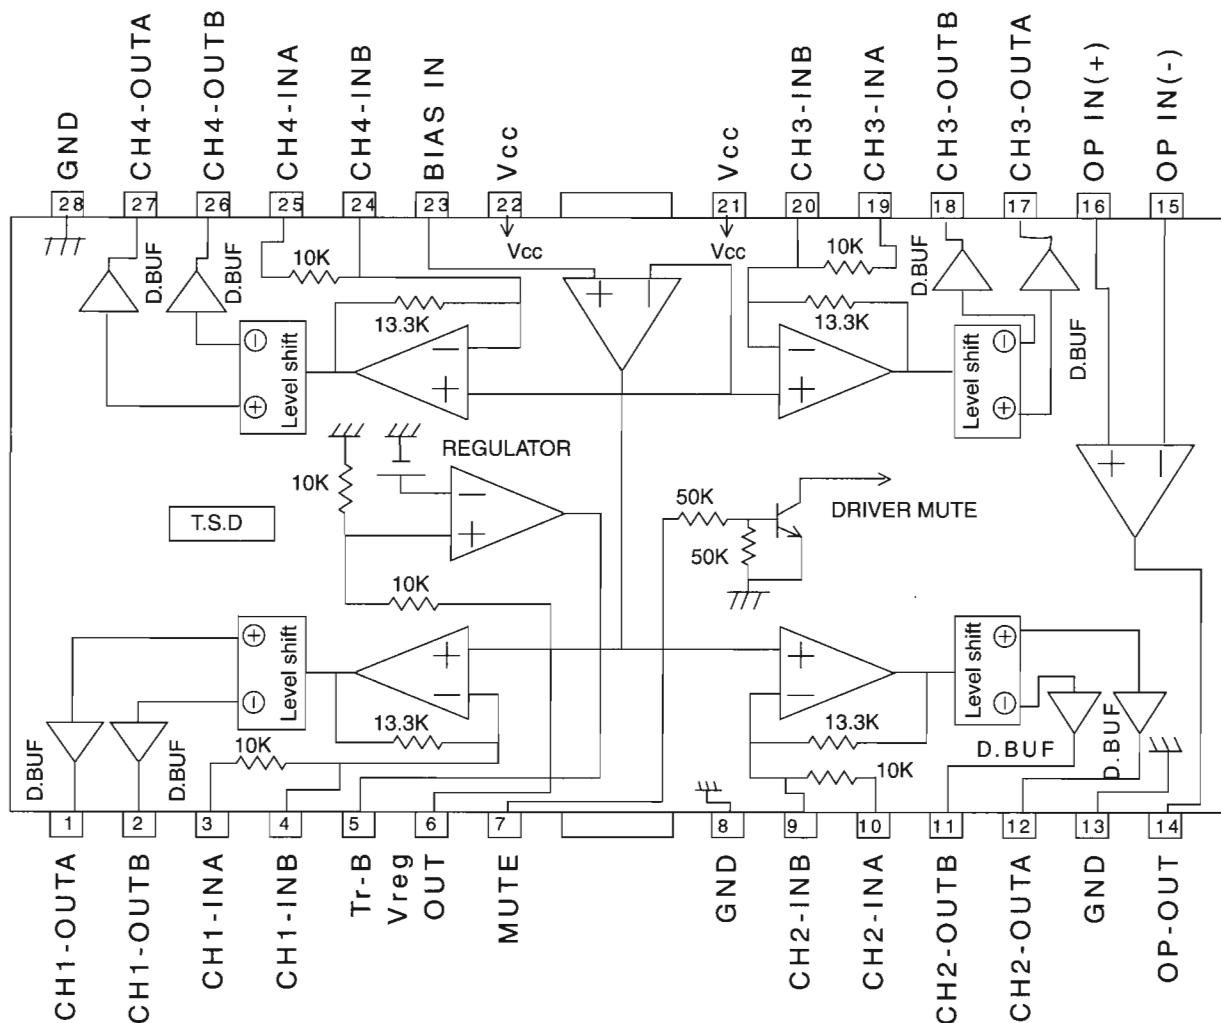 GND
CH4-OUTA
CH4-OUTB
CH4-INA
CH4-INB
BIAS IN
Vcc
Vcc
CH3-INB
CH3-INA
CH3-OUTB
CH3-OUTA
OP IN(+)
OP IN(-)
28
27
26
25
24
23
22
21
20
19
18
17
16
15
Vcc
Vcc
D.BUF
D.BUF
10K
10K
D.BUF
D.BUF
13.3K
13.3K
Level shift
Level shift
− +
− +
− +
− +
+ −
+ −
REGULATOR
10K
− +
T.S.D
50K
50K
DRIVER MUTE
10K
Level shift
Level shift
+ −
+ −
+ −
+ −
13.3K
13.3K
10K
10K
D.BUF
D.BUF
D.BUF
D.BUF
1
2
3
4
5
6
7
8
9
10
11
12
13
14
CH1-OUTA
CH1-OUTB
CH1-INA
CH1-INB
Tr-B
Vreg
OUT
MUTE
GND
CH2-INB
CH2-INA
CH2-OUTB
CH2-OUTA
GND
OP-OUT